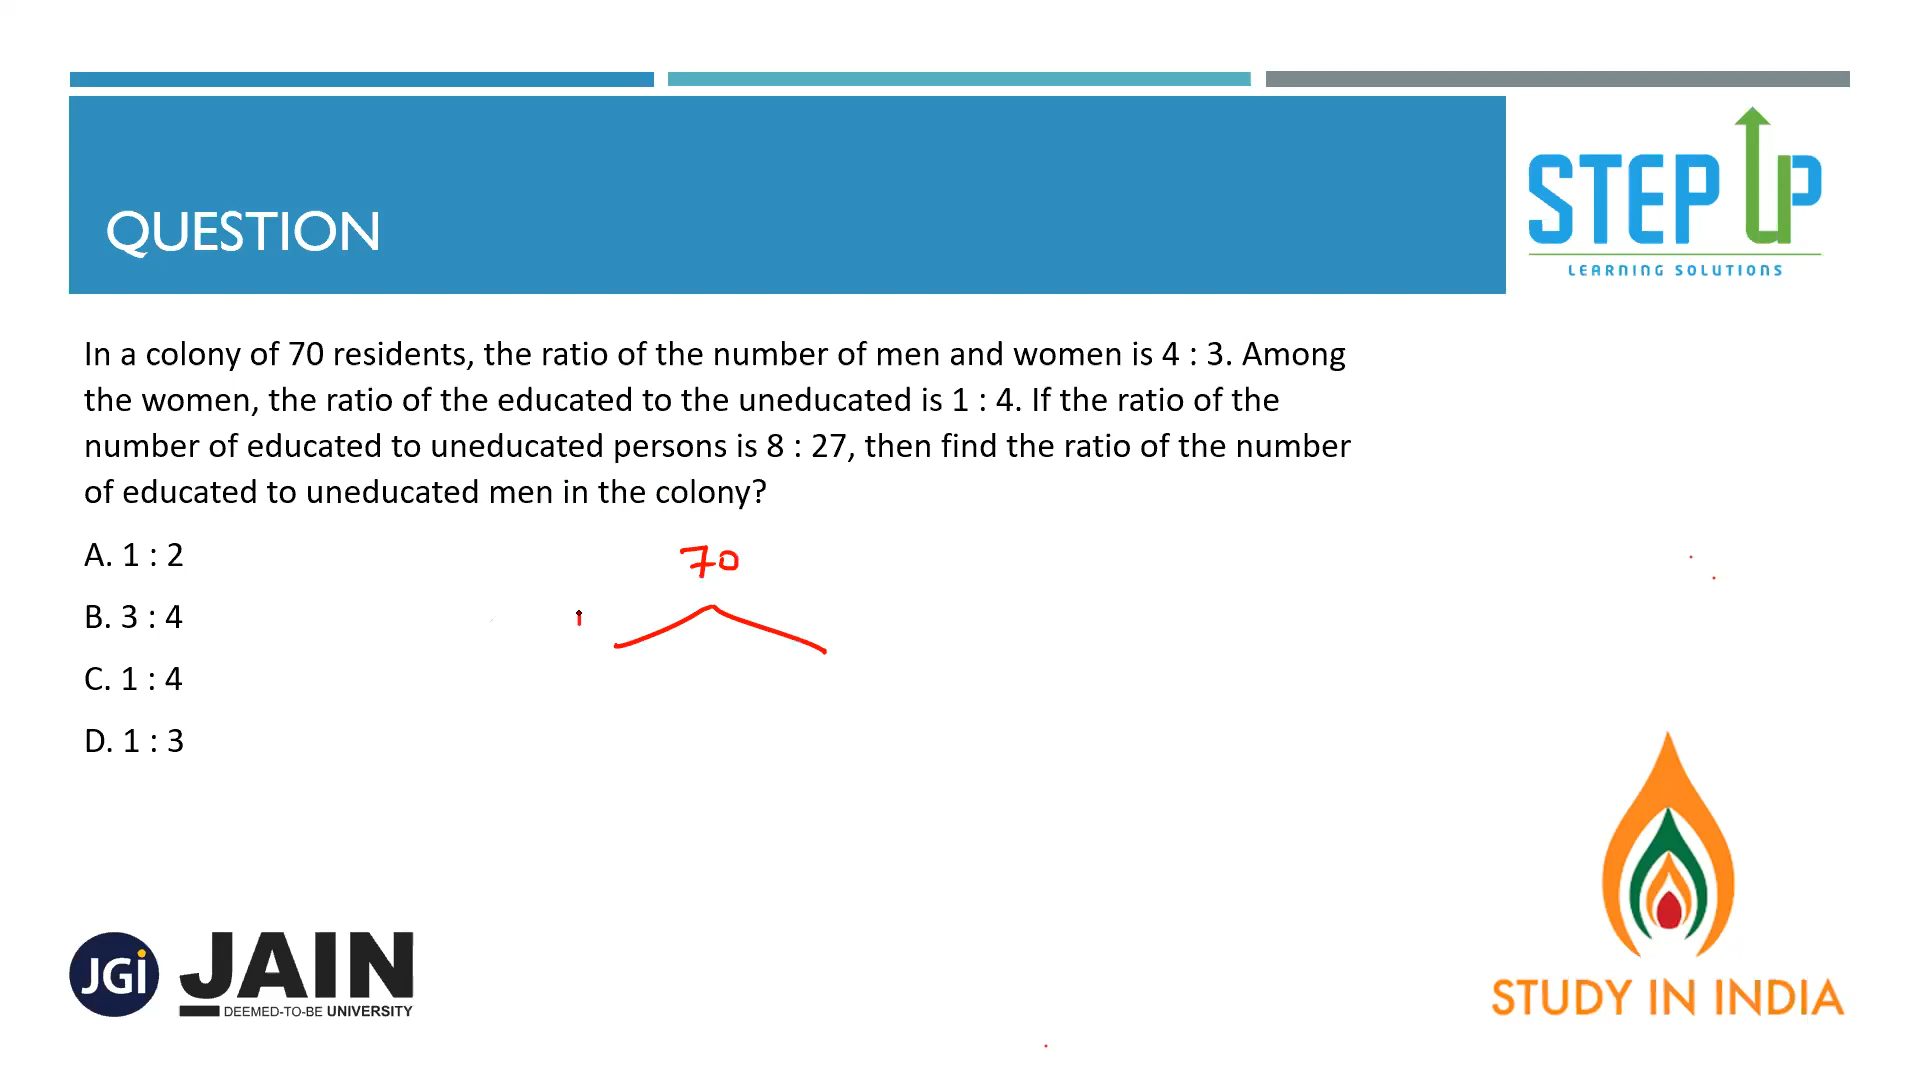 STEP UP
LEARNING SOLUTIONS
QUESTION
In a colony of 70 residents, the ratio of the number of men and women is 4 : 3. Among
the women, the ratio of the educated to the uneducated is 1 : 4. If the ratio of the
number of educated to uneducated persons is 8 : 27, then find the ratio of the number
of educated to uneducated men in the colony?
A. 1 : 2
70
B. 3 : 4
C. 1 : 4
D. 1 : 3
JGi JAIN
DEEMED-TO-BE UNIVERSITY
STUDY IN INDIA